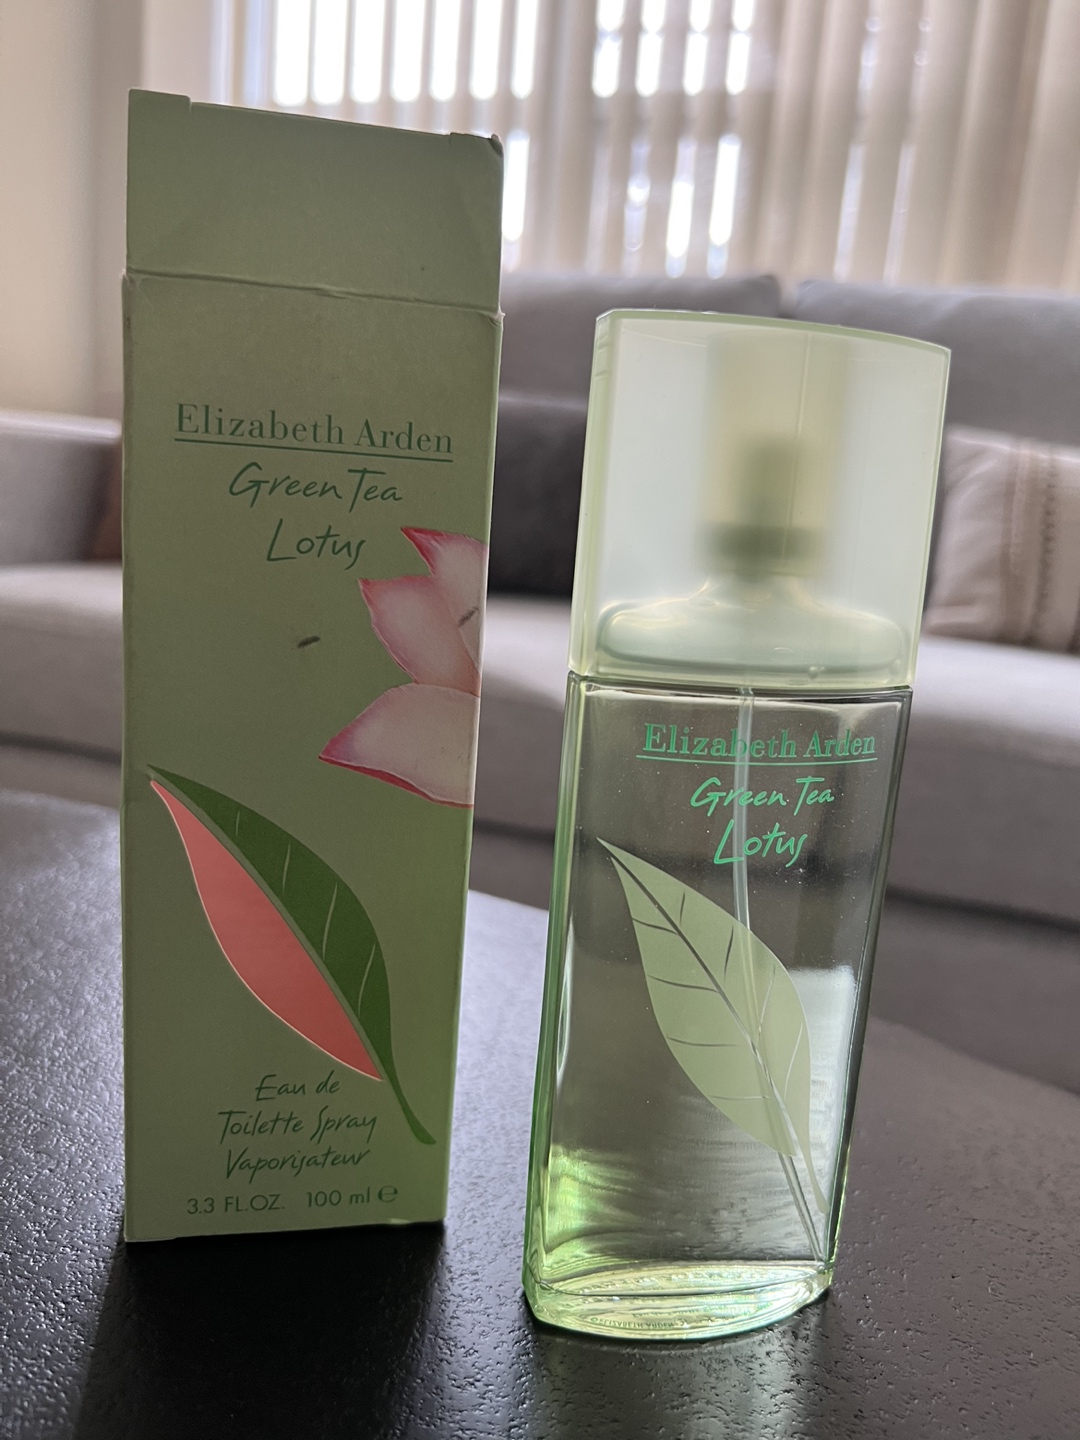 Elizabeth Arden
Green Tea
Lotus
Eau de
Toilette Spray
Vaporisateur
3.3 FL.OZ. 100 ml ℮
Elizabeth Arden
Green Tea
Lotus